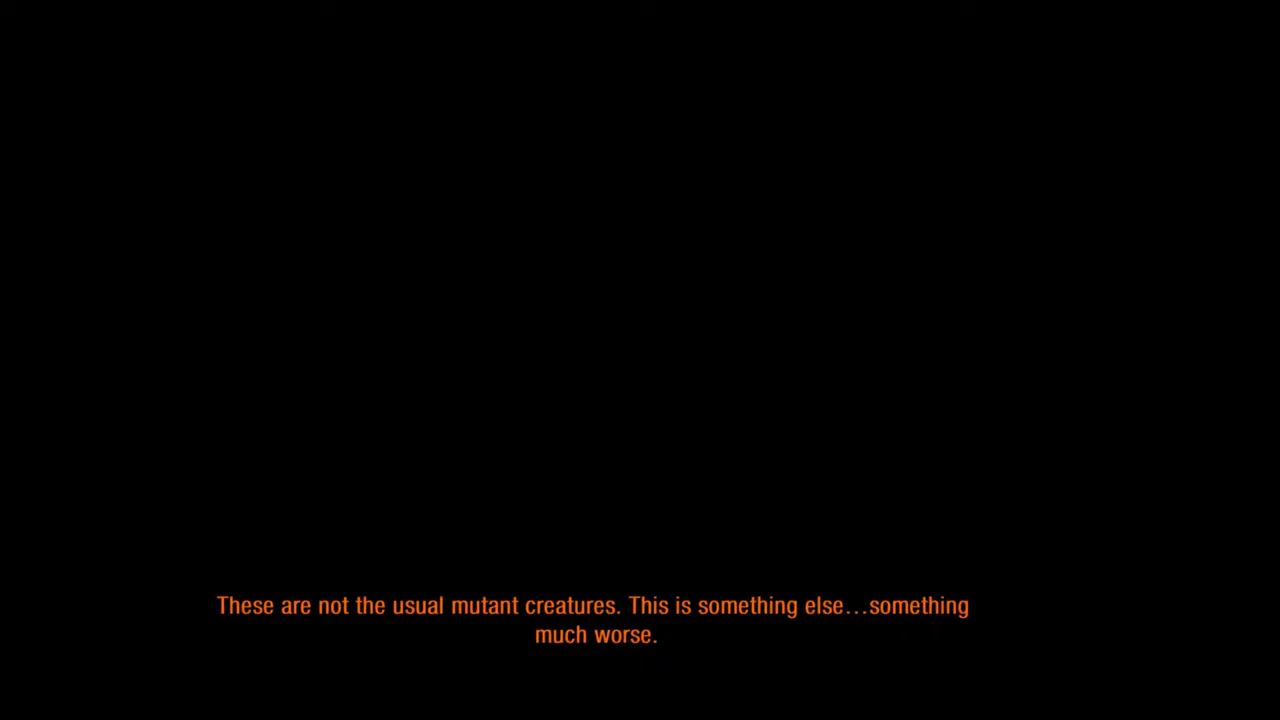 These are not the usual mutant creatures. This is something else...something
much worse.